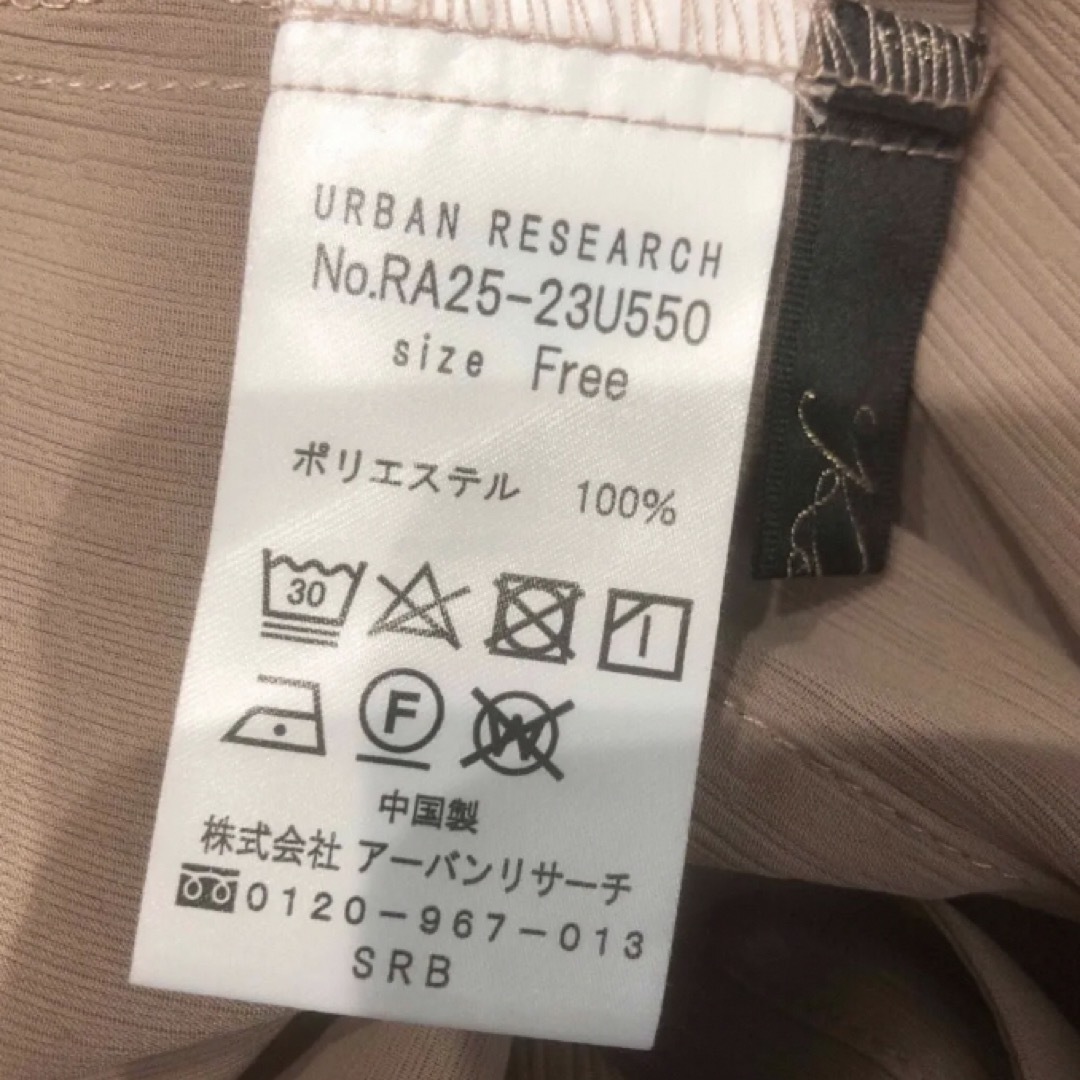 URBAN RESEARCH
No.RA25-23U550
size Free
ポリエステル 100%
30
F
W
中国製
株式会社 アーバンリサーチ
0120-967-013
SRB